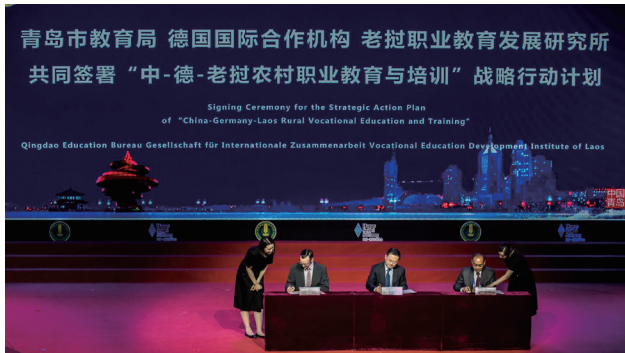 青岛市教育局 德国国际合作机构 老挝职业教育发展研究所
共同签署“中-德-老挝农村职业教育与培训”战略行动计划
Signing Ceremony for the Strategic Action Plan
of “China-Germany-Laos Rural Vocational Education and Training”
Qingdao Education Bureau Gesellschaft für Internationale Zusammenarbeit Vocational Education Development Institute of Laos
中国
青岛